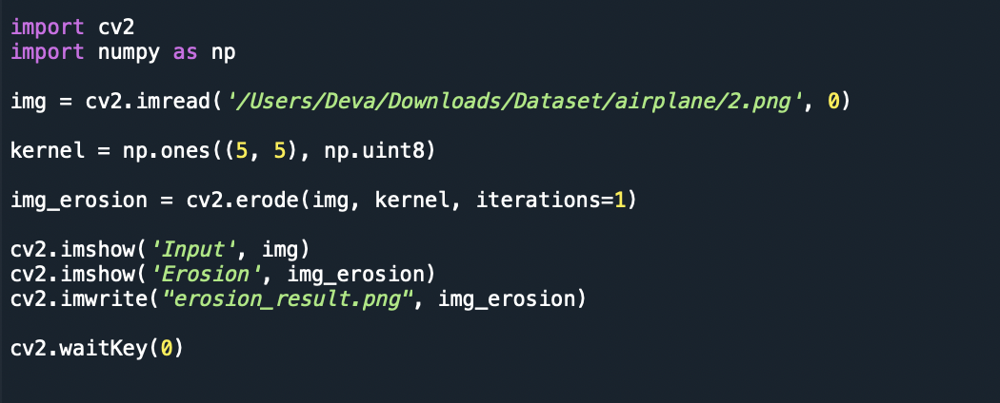 import cv2
import numpy as np
img = cv2.imread('/Users/Deva/Downloads/Dataset/airplane/2.png', 0)
kernel = np.ones((5, 5), np.uint8)
img_erosion = cv2.erode(img, kernel, iterations=1)
cv2.imshow('Input', img)
cv2.imshow('Erosion', img_erosion)
cv2.imwrite("erosion_result.png", img_erosion)
cv2.waitKey(0)